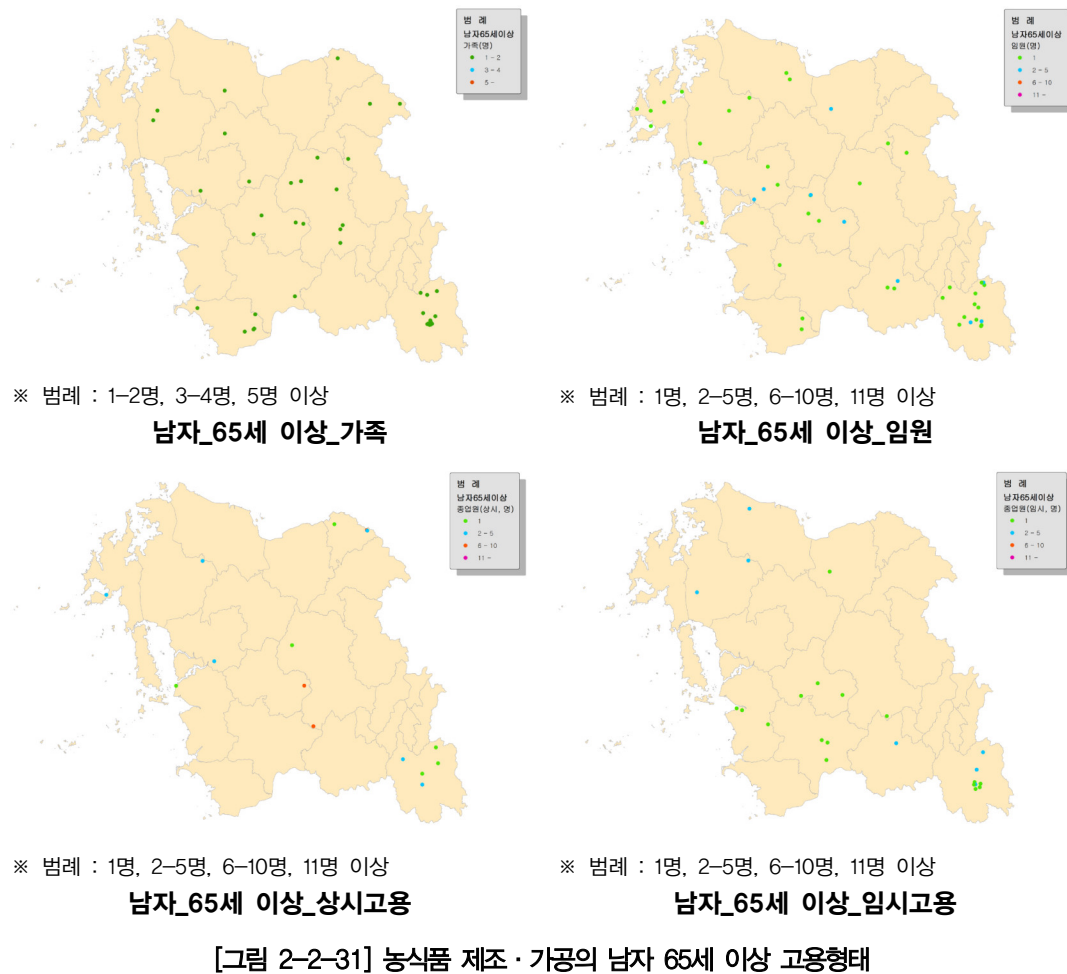 범 례
남자65세이상
가족(명)
1 - 2
3 - 4
5 -
※ 범례 : 1-2명, 3-4명, 5명 이상
남자_65세 이상_가족
범 례
남자65세이상
임원(명)
1
2 - 5
6 - 10
11 -
※ 범례 : 1명, 2-5명, 6-10명, 11명 이상
남자_65세 이상_임원
범 례
남자65세이상
종업원(상시, 명)
1
2 - 5
6 - 10
11 -
※ 범례 : 1명, 2-5명, 6-10명, 11명 이상
남자_65세 이상_상시고용
범 례
남자65세이상
종업원(임시, 명)
1
2 - 5
6 - 10
11 -
※ 범례 : 1명, 2-5명, 6-10명, 11명 이상
남자_65세 이상_임시고용
[그림 2-2-31] 농식품 제조 · 가공의 남자 65세 이상 고용형태